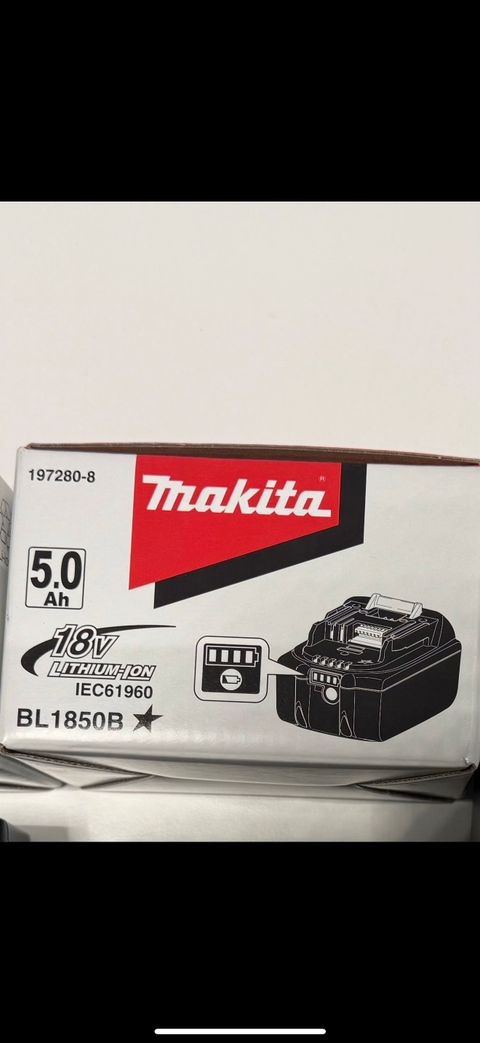 197280-8
makita®
5.0
Ah
18V
LITHIUM-ION
IEC61960
BL1850B